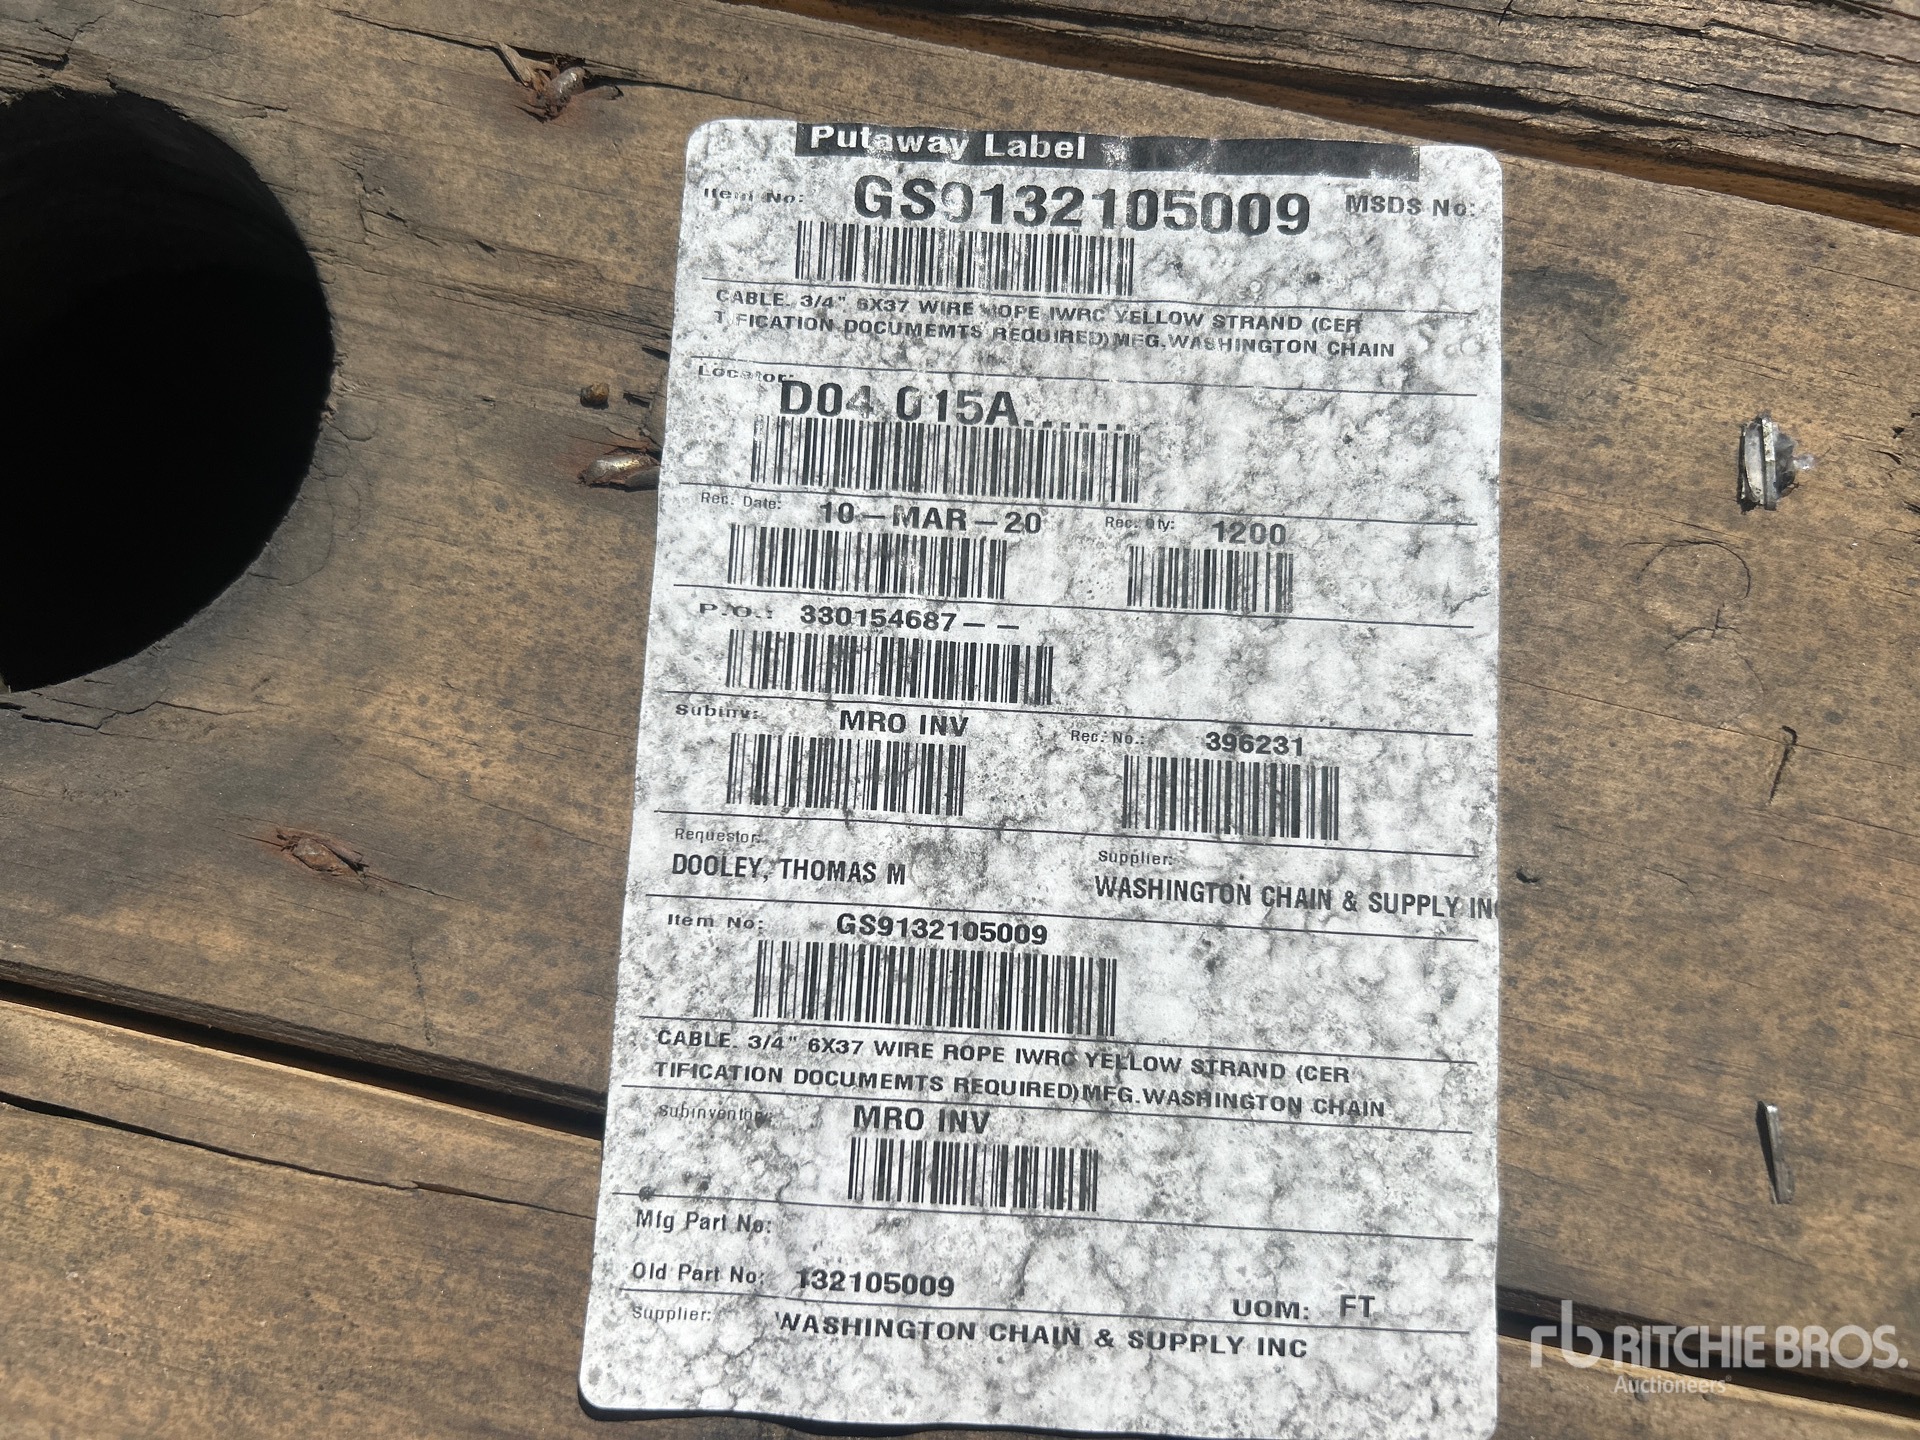 Putaway Label
Item No: GS9132105009 MSDS No:
CABLE. 3/4" 6X37 WIRE ROPE IWRC YELLOW STRAND (CER
T FICATION DOCUMEMTS REQUIRED)MFG.WASHINGTON CHAIN
Locator: D04 015A......
Rec. Date: 10-MAR-20 Rec. Qty: 1200
P.O.: 330154687- -
Subinv: MRO INV Rec. No.: 396231
Requestor: Supplier:
DOOLEY, THOMAS M WASHINGTON CHAIN & SUPPLY IN
Item No: GS9132105009
CABLE. 3/4" 6X37 WIRE ROPE IWRC YELLOW STRAND (CER
TIFICATION DOCUMEMTS REQUIRED)MFG.WASHINGTON CHAIN
Subinventory: MRO INV
Mfg Part No:
Old Part No: 132105009 UOM: FT
Supplier: WASHINGTON CHAIN & SUPPLY INC
rb RITCHIE BROS.
Auctioneers